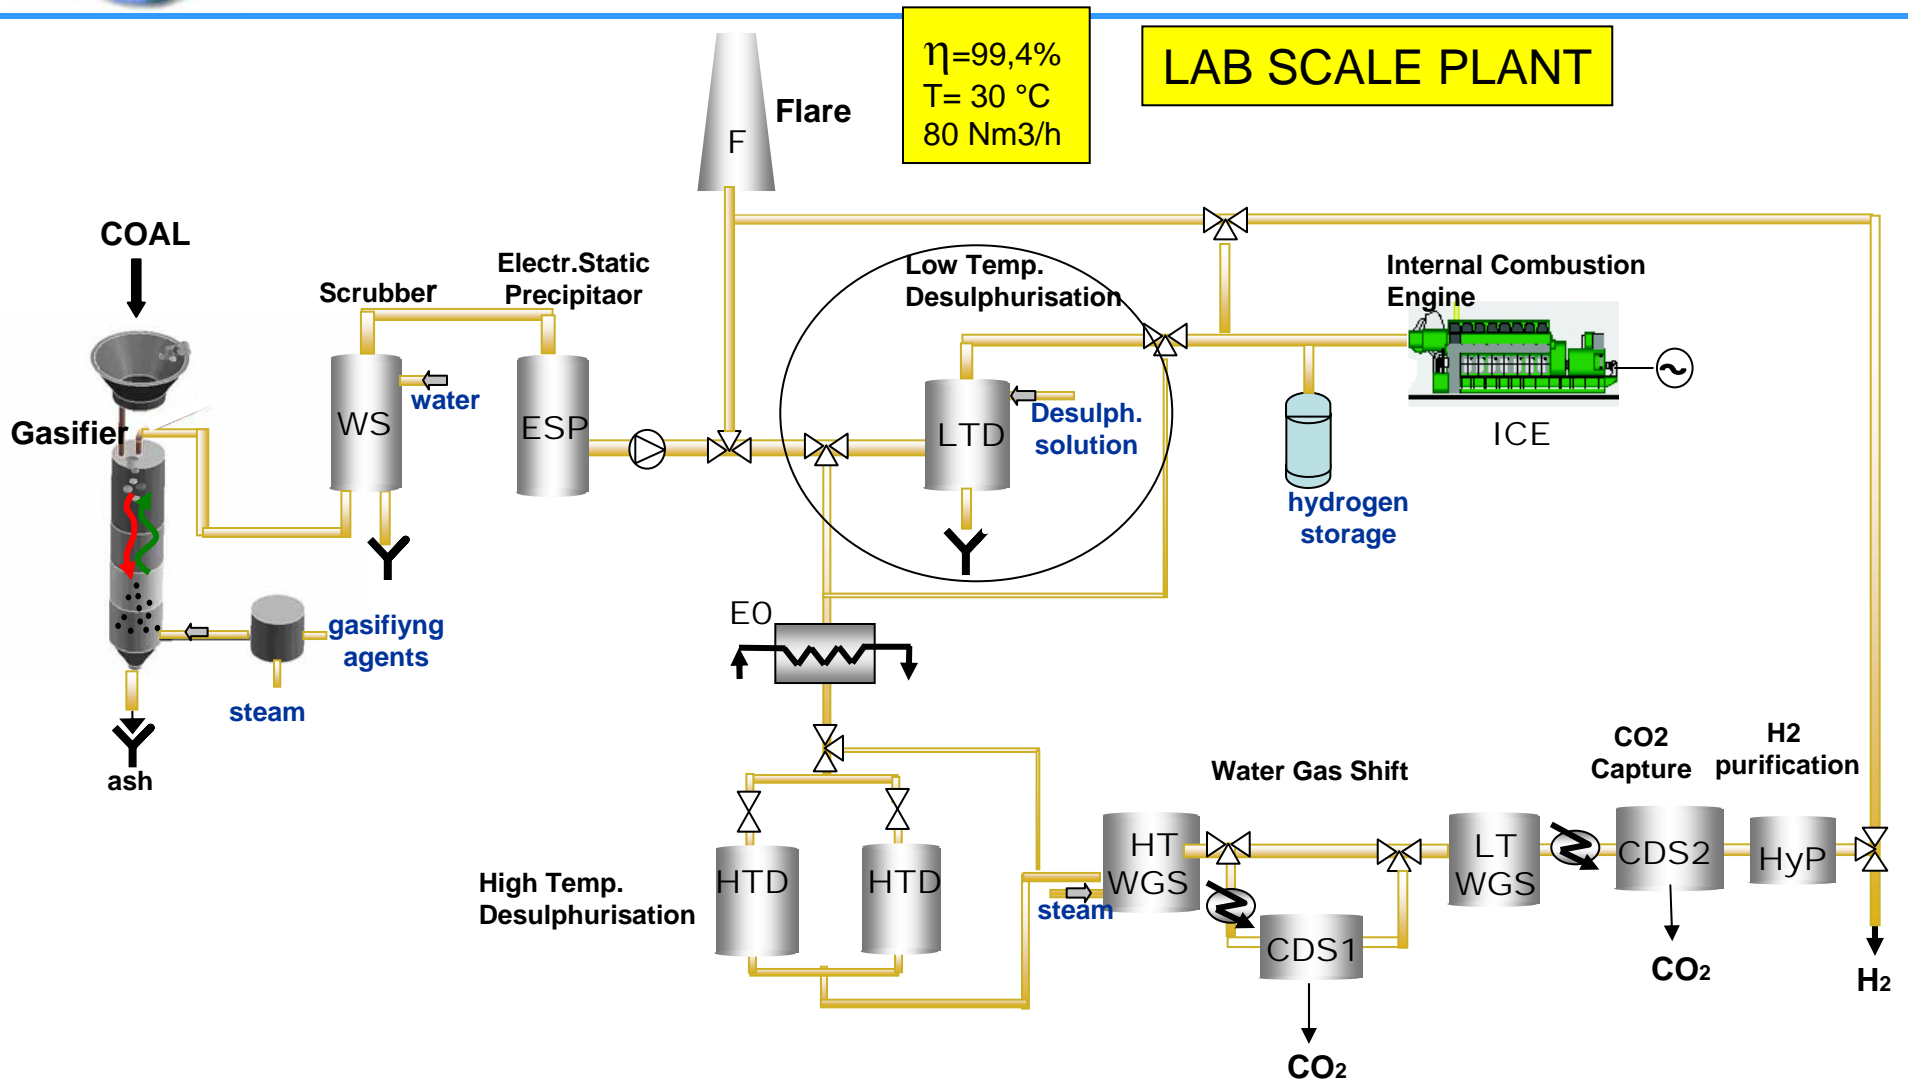 η=99,4%
T= 30 °C
80 Nm3/h
LAB SCALE PLANT
Flare
F
COAL
Scrubber
Electr.Static
Precipitaor
Low Temp.
Desulphurisation
Internal Combustion
Engine
Gasifier
WS
water
ESP
LTD
Desulph.
solution
ICE
hydrogen
storage
gasifiyng
agents
steam
ash
E0
High Temp.
Desulphurisation
HTD
HTD
Water Gas Shift
CO2
Capture
H2
purification
HT
WGS
steam
CDS1
LT
WGS
CDS2
HyP
CO2
CO2
H2